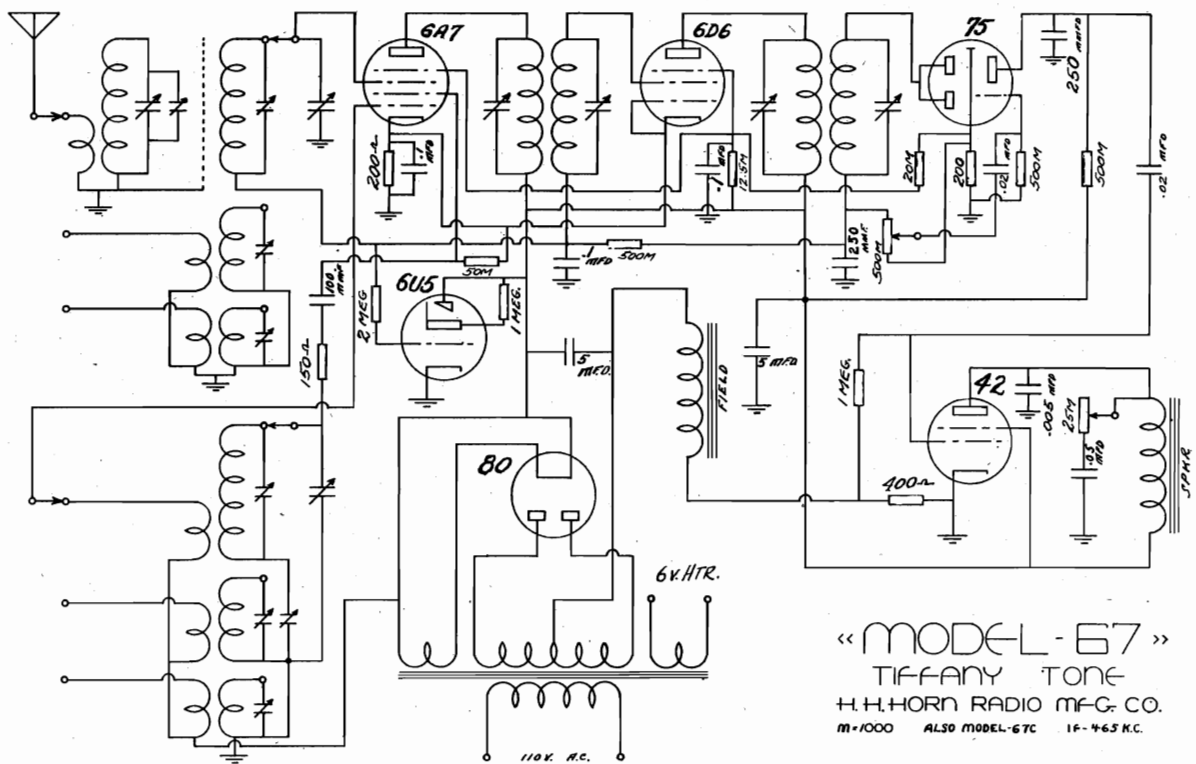 6A7
6D6
75
250 MMFD
200Ω
.1 MFD
.1 MFD
12.5M
20M
200
.02 MFD
500M
500M
.02 MFD
100 MMF
50M
.1 MFD
500M
250 MMF
500M
2 MEG
6U5
1 MEG.
150Ω
5 MFD.
FIELD
5 MFD
1 MEG.
42
.005 MFD
25M
.05 MFD
SPKR
80
400Ω
6V. HTR.
110V. A.C.
"MODEL-67"
TIFFANY TONE
H.H.HORN RADIO MFG. CO.
M=1000 ALSO MODEL-67C IF-465 K.C.